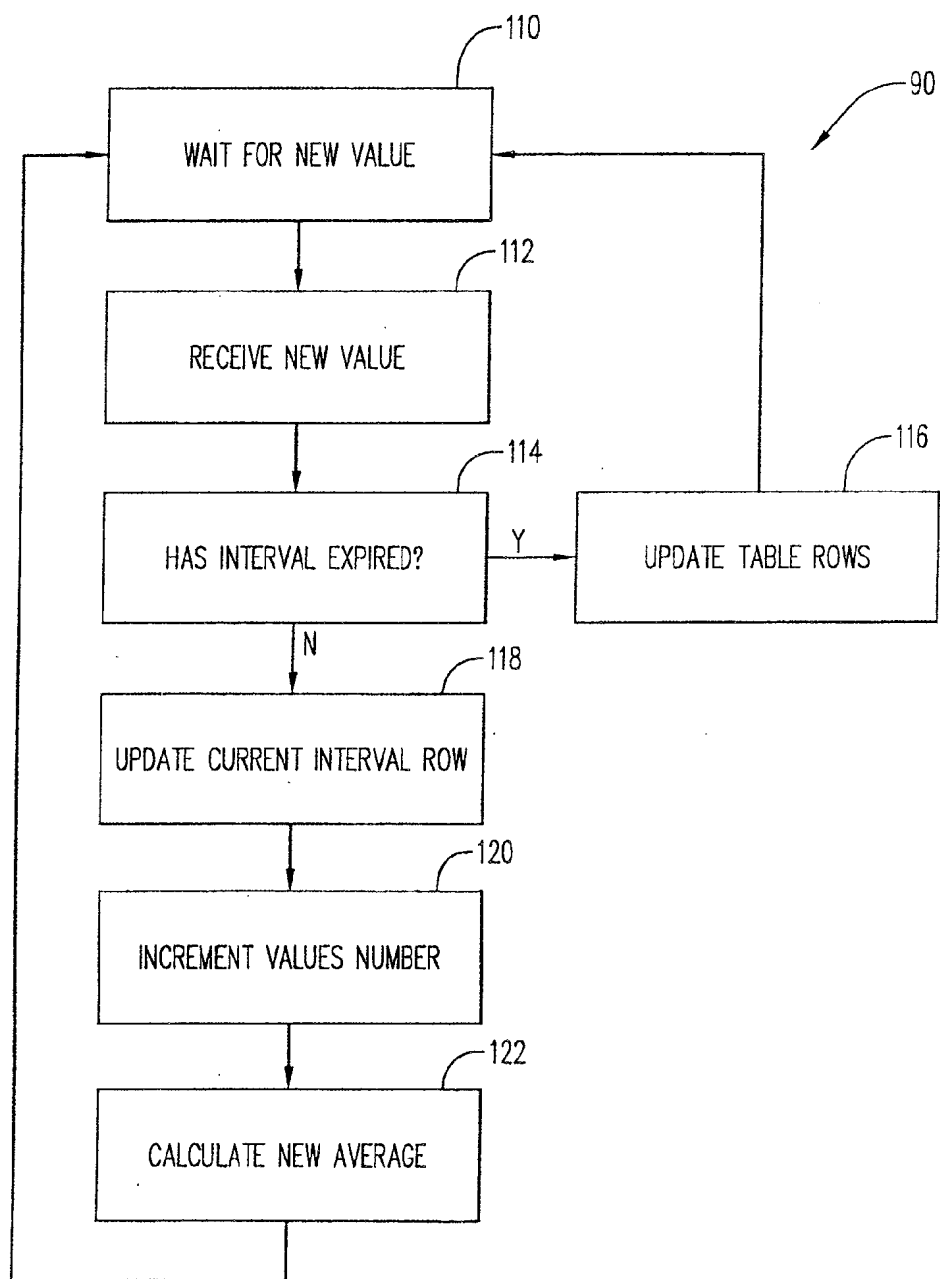 110
90
WAIT FOR NEW VALUE
112
RECEIVE NEW VALUE
114
116
HAS INTERVAL EXPIRED?
Y
UPDATE TABLE ROWS
N
118
UPDATE CURRENT INTERVAL ROW
120
INCREMENT VALUES NUMBER
122
CALCULATE NEW AVERAGE